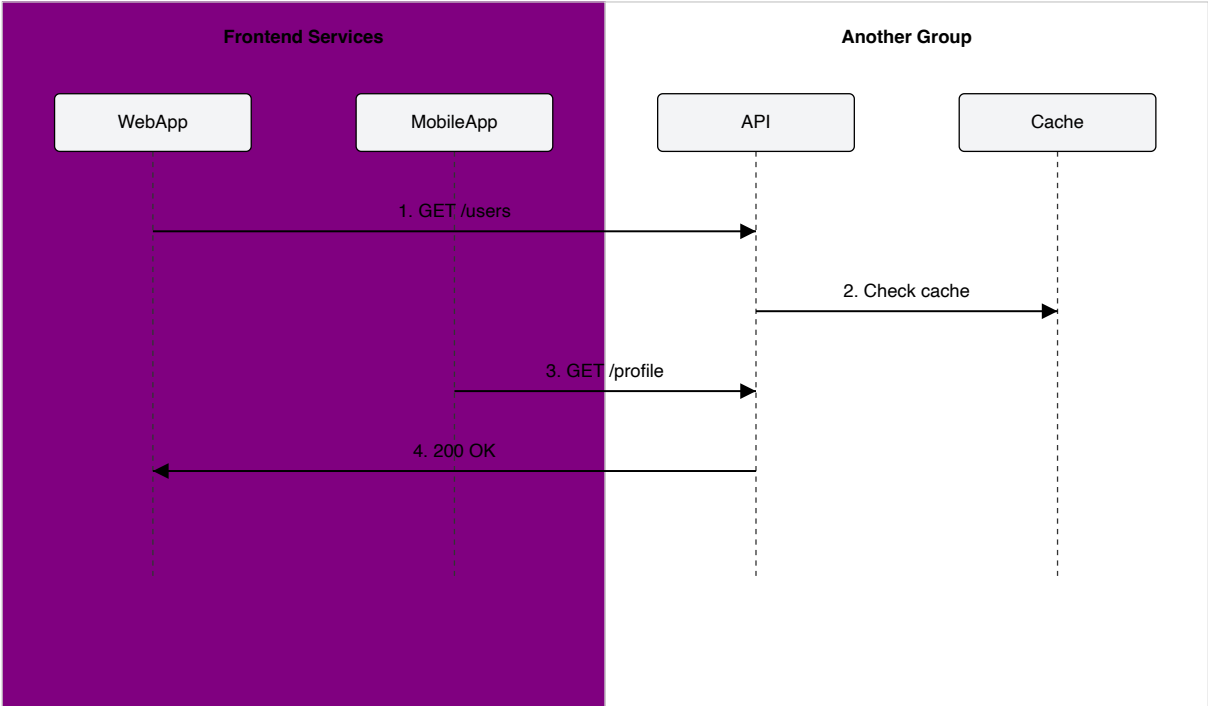 Frontend Services
Another Group
WebApp
MobileApp
API
Cache
1. GET /users
2. Check cache
3. GET /profile
4. 200 OK